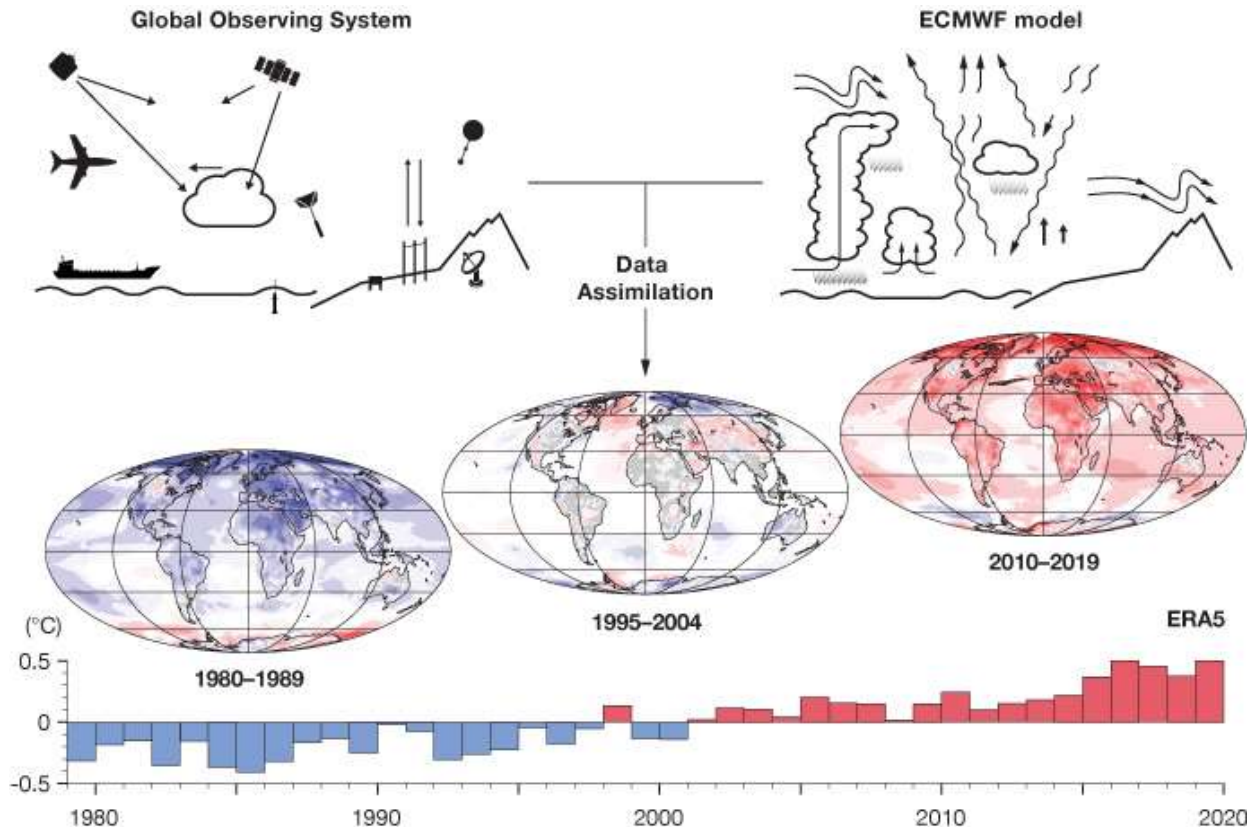 Global Observing System
ECMWF model
Data
Assimilation
2010–2019
1995–2004
ERA5
(°C)
1980–1989
0.5
0
-0.5
1980
1990
2000
2010
2020